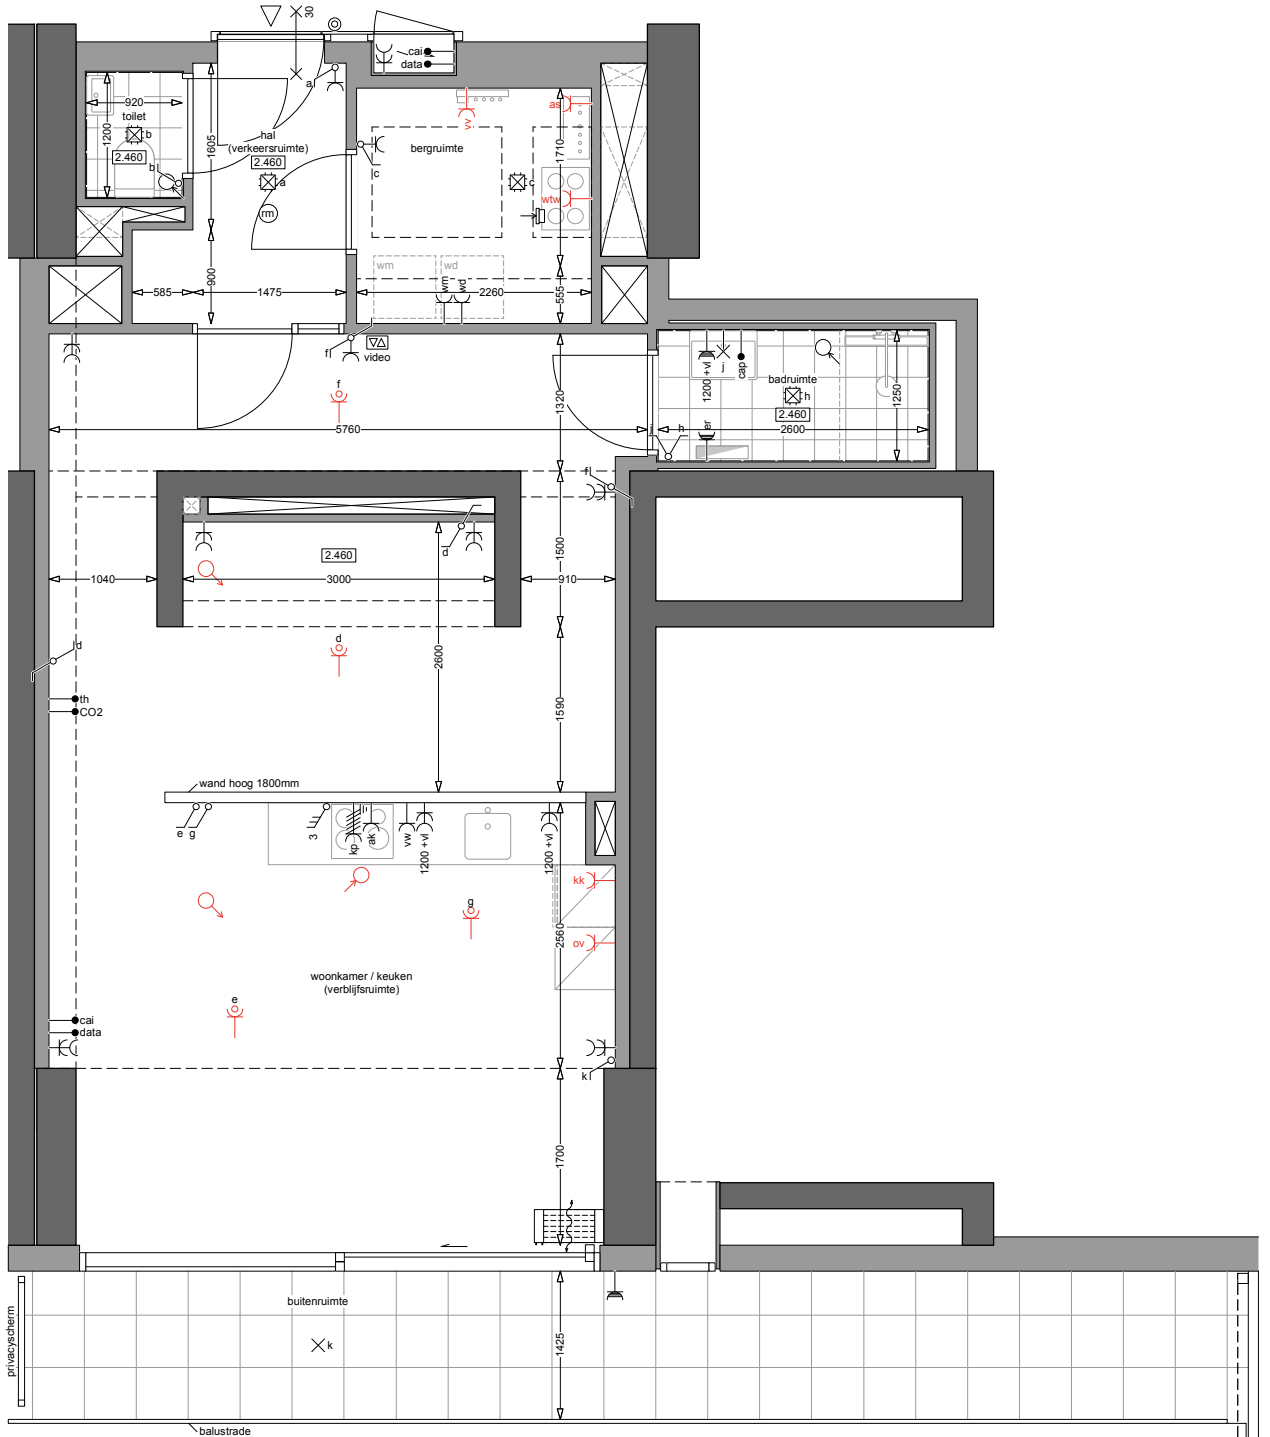 30
cai
data
a
920
toilet
b
1200
2.460
b
1605
hal
(verkeersruimte)
2.460
a
rm
as
vv
bergruimte
1710
c
c
wtw
900
wm
wd
wm
wd
585
1475
2260
555
f
video
f
1320
5760
1200 +vl
j
cap
badruimte
h
2.460
2600
1250
er
j
h
f
d
2.460
1500
1040
3000
910
d
2600
d
th
CO2
1590
wand hoog 1800mm
e
g
3
kp
ak
vw
1200 +vl
1200 +vl
kk
g
2560
ov
woonkamer / keuken
(verblijfsruimte)
e
cai
data
k
1700
buitenruimte
k
1425
privacyscherm
balustrade